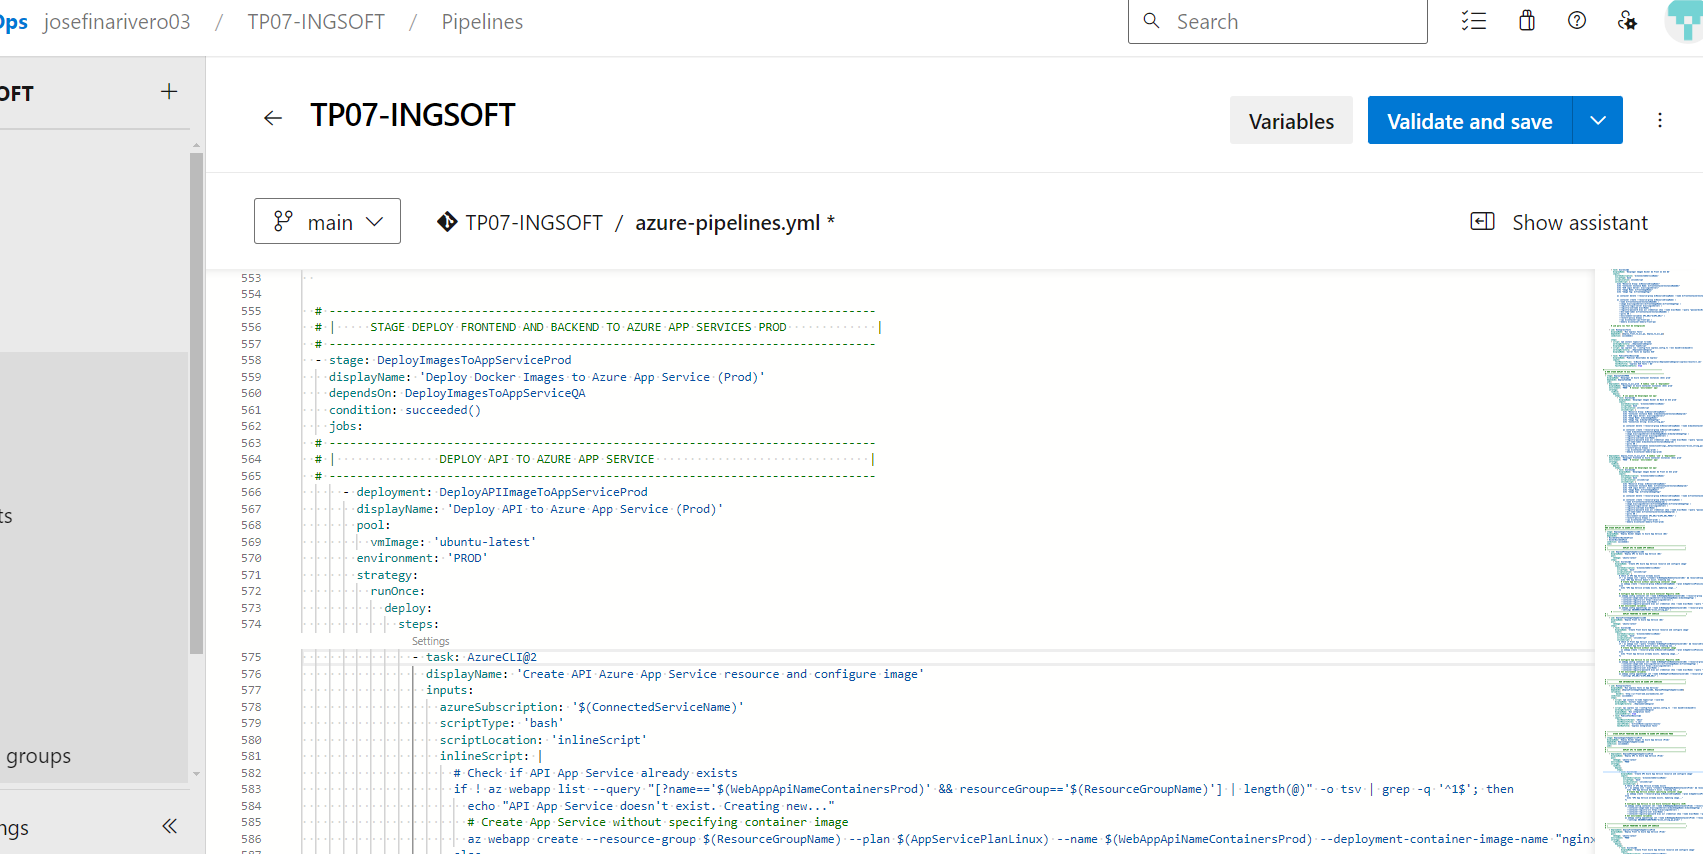 Ops josefinarivero03 / TP07-INGSOFT / Pipelines
Search
OFT
TP07-INGSOFT
Variables
Validate and save
main
TP07-INGSOFT / azure-pipelines.yml *
Show assistant
553
554
555 # -------------------------------------------------------------------------------
556 # | STAGE DEPLOY FRONTEND AND BACKEND TO AZURE APP SERVICES PROD |
557 # -------------------------------------------------------------------------------
558 - stage: DeployImagesToAppServiceProd
559 displayName: 'Deploy Docker Images to Azure App Service (Prod)'
560 dependsOn: DeployImagesToAppServiceQA
561 condition: succeeded()
562 jobs:
563 # -------------------------------------------------------------------------------
564 # | DEPLOY API TO AZURE APP SERVICE |
565 # -------------------------------------------------------------------------------
566 - deployment: DeployAPIImageToAppServiceProd
567 displayName: 'Deploy API to Azure App Service (Prod)'
568 pool:
569 vmImage: 'ubuntu-latest'
570 environment: 'PROD'
571 strategy:
572 runOnce:
573 deploy:
574 steps:
Settings
575 - task: AzureCLI@2
576 displayName: 'Create API Azure App Service resource and configure image'
577 inputs:
578 azureSubscription: '$(ConnectedServiceName)'
579 scriptType: 'bash'
580 scriptLocation: 'inlineScript'
581 inlineScript: |
582 # Check if API App Service already exists
583 if ! az webapp list --query "[?name=='$(WebAppApiNameContainersProd)' && resourceGroup=='$(ResourceGroupName)'] | length(@)" -o tsv | grep -q '^1$'; then
584 echo "API App Service doesn't exist. Creating new..."
585 # Create App Service without specifying container image
586 az webapp create --resource-group $(ResourceGroupName) --plan $(AppServicePlanLinux) --name $(WebAppApiNameContainersProd) --deployment-container-image-name "nginx
587 else
ts
groups
ngs